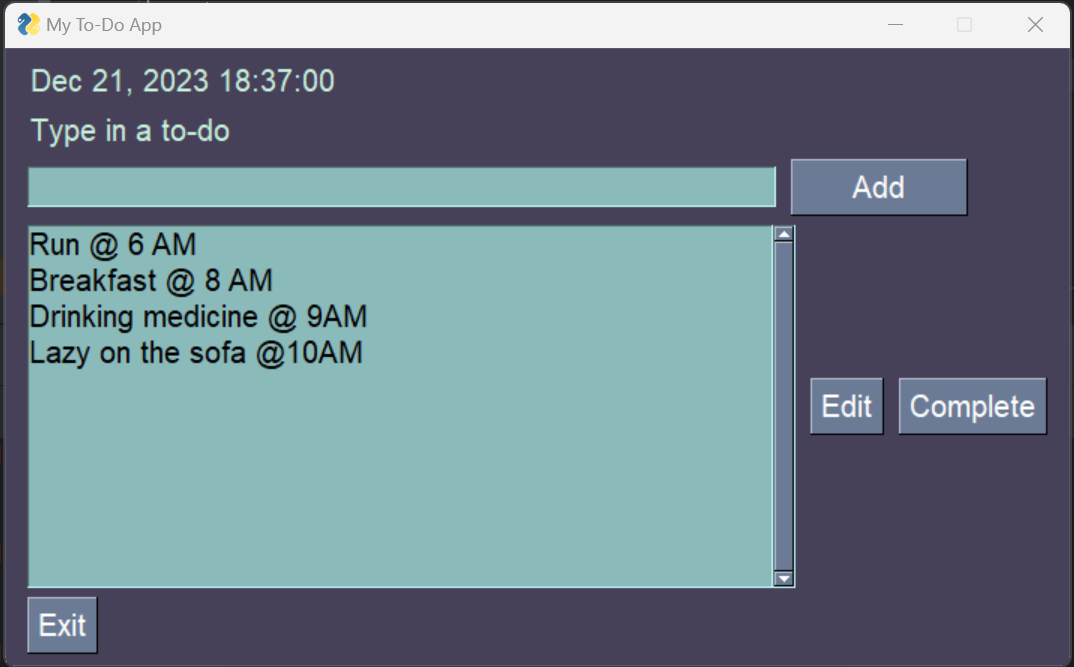 My To-Do App
Dec 21, 2023 18:37:00
Type in a to-do
Add
Run @ 6 AM
Breakfast @ 8 AM
Drinking medicine @ 9AM
Lazy on the sofa @10AM
Edit Complete
Exit